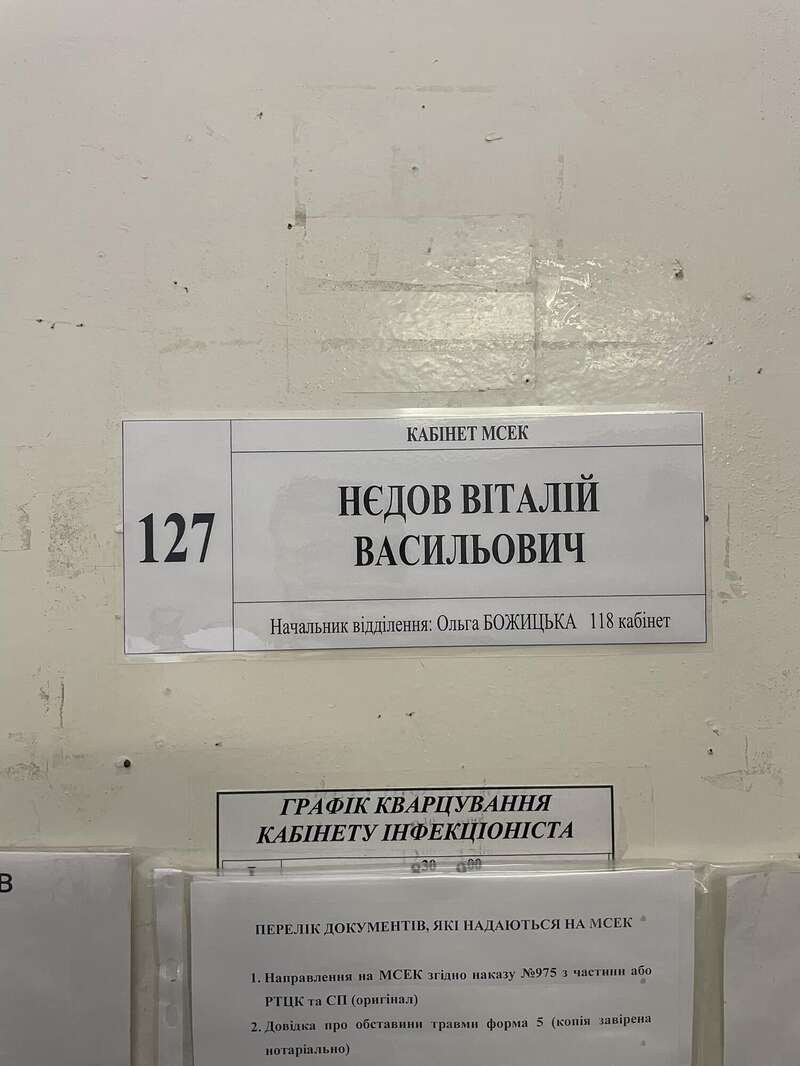 КАБІНЕТ МСЕК
127
НЄДОВ ВІТАЛІЙ
ВАСИЛЬОВИЧ
Начальник відділення: Ольга БОЖИЦЬКА 118 кабінет
ГРАФІК КВАРЦУВАННЯ
КАБІНЕТУ ІНФЕКЦІОНІСТА
В
ПЕРЕЛІК ДОКУМЕНТІВ, ЯКІ НАДАЮТЬСЯ НА МСЕК
1. Направлення на МСЕК згідно наказу №975 з частини або
РТЦК та СП (оригінал)
2. Довідка про обставини травми форма 5 (копія завірена
нотаріально)